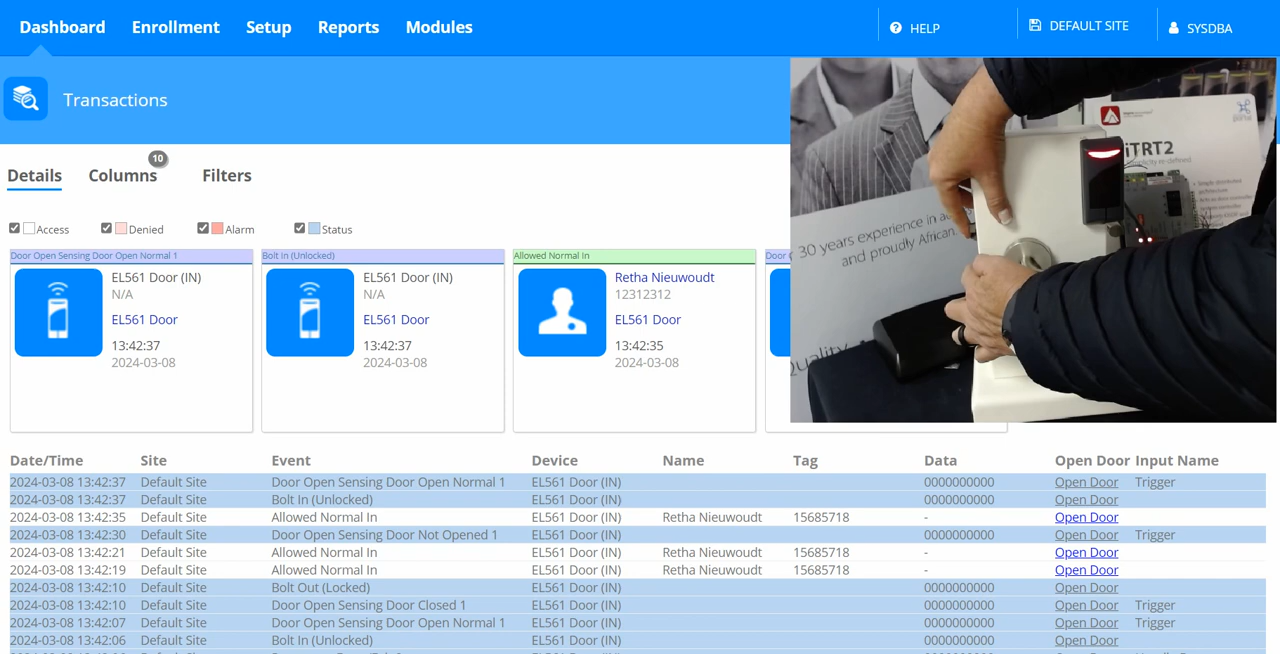 Dashboard Enrollment Setup Reports Modules HELP DEFAULT SITE SYSDBA
Transactions
Details Columns 10 Filters
Access Denied Alarm Status
Door Open Sensing Door Open Normal 1
EL561 Door (IN)
N/A
EL561 Door
13:42:37
2024-03-08
Bolt In (Unlocked)
EL561 Door (IN)
N/A
EL561 Door
13:42:37
2024-03-08
Allowed Normal In
Retha Nieuwoudt
12312312
EL561 Door
13:42:35
2024-03-08
Door
iTRT2
30 years experience in
and proudly African.
Quality
Date/Time Site Event Device Name Tag Data Open Door Input Name
2024-03-08 13:42:37 Default Site Door Open Sensing Door Open Normal 1 EL561 Door (IN) 0000000000 Open Door Trigger
2024-03-08 13:42:37 Default Site Bolt In (Unlocked) EL561 Door (IN) 0000000000 Open Door
2024-03-08 13:42:35 Default Site Allowed Normal In EL561 Door (IN) Retha Nieuwoudt 15685718 - Open Door
2024-03-08 13:42:30 Default Site Door Open Sensing Door Not Opened 1 EL561 Door (IN) 0000000000 Open Door Trigger
2024-03-08 13:42:21 Default Site Allowed Normal In EL561 Door (IN) Retha Nieuwoudt 15685718 - Open Door
2024-03-08 13:42:19 Default Site Allowed Normal In EL561 Door (IN) Retha Nieuwoudt 15685718 - Open Door
2024-03-08 13:42:10 Default Site Bolt Out (Locked) EL561 Door (IN) 0000000000 Open Door
2024-03-08 13:42:10 Default Site Door Open Sensing Door Closed 1 EL561 Door (IN) 0000000000 Open Door Trigger
2024-03-08 13:42:07 Default Site Door Open Sensing Door Open Normal 1 EL561 Door (IN) 0000000000 Open Door Trigger
2024-03-08 13:42:06 Default Site Bolt In (Unlocked) EL561 Door (IN) 0000000000 Open Door